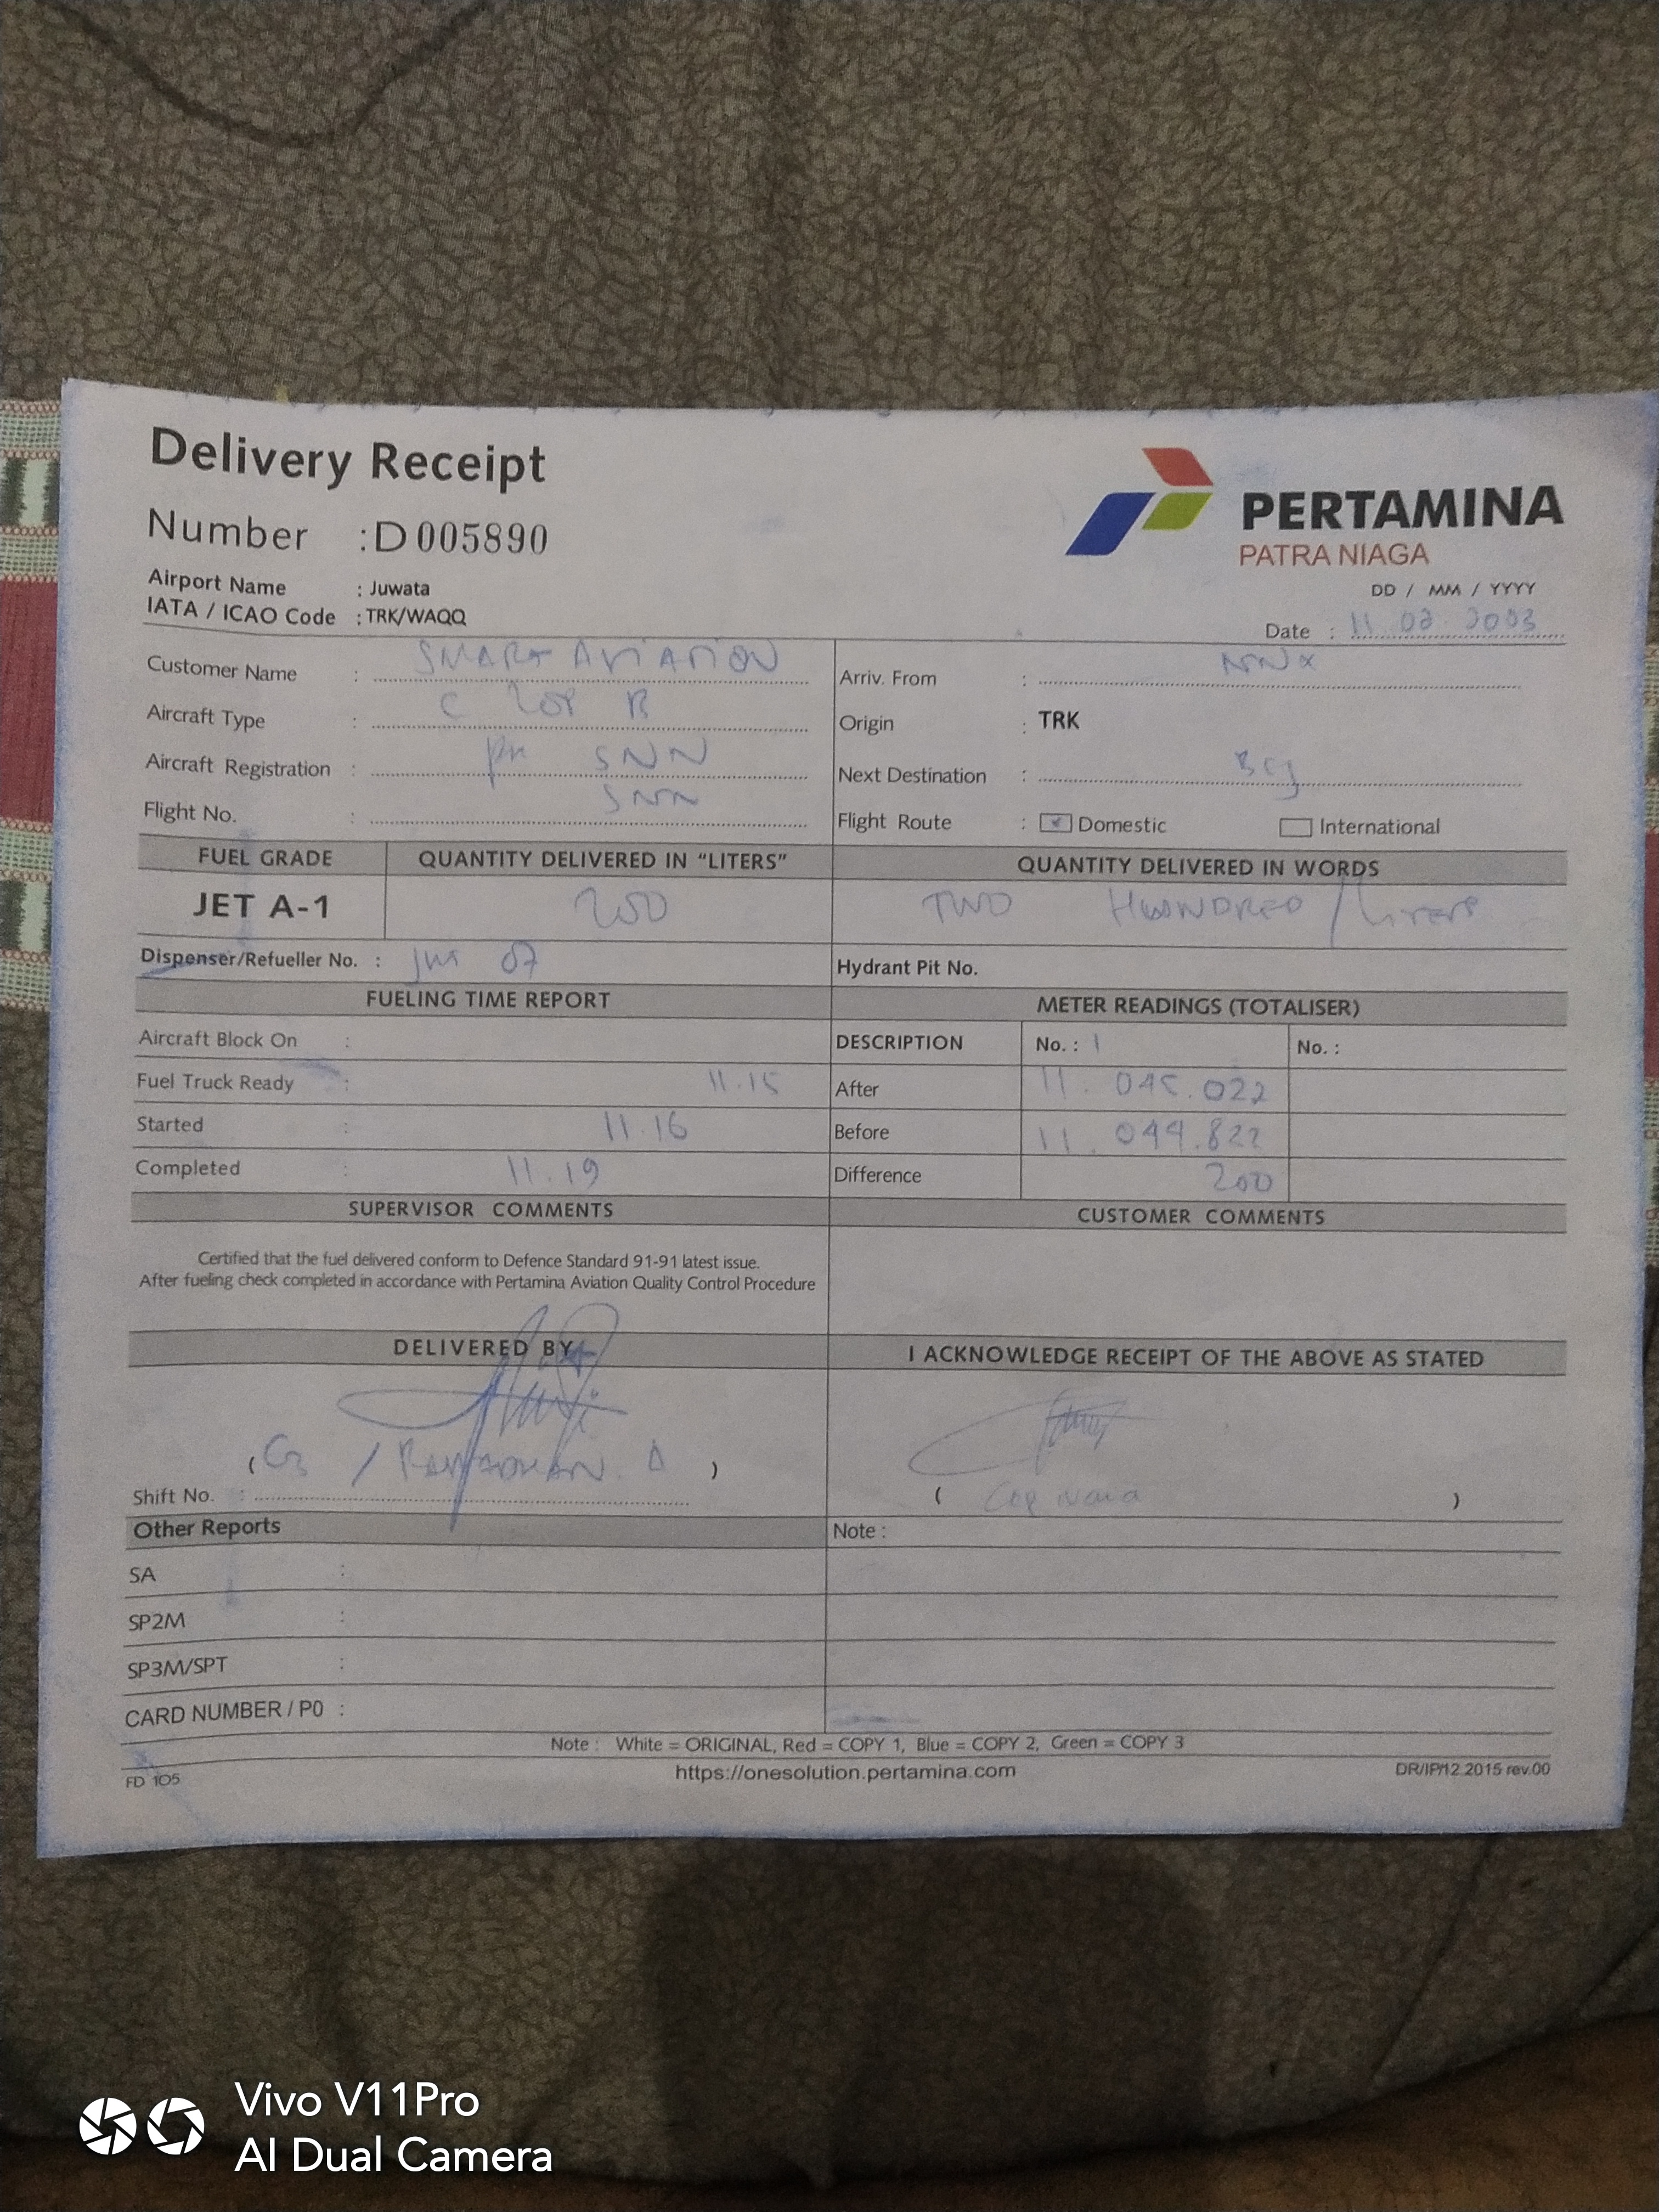 Delivery Receipt
Number : D 005890
PERTAMINA
PATRA NIAGA
Airport Name : Juwata
IATA / ICAO Code : TRK/WAQQ
DD / MM / YYYY
Date : 11
Customer Name : SMART AVIATION
Aircraft Type : C 208 B
Aircraft Registration : PK SNN
Flight No. : SNN
Arriv. From : NNX
Origin : TRK
Next Destination :
Flight Route : Domestic International
FUEL GRADE QUANTITY DELIVERED IN "LITERS" QUANTITY DELIVERED IN WORDS
JET A-1 200 TWO HUNDRED / LITERS
Dispenser/Refueller No. : 07
Hydrant Pit No.
FUELING TIME REPORT METER READINGS (TOTALISER)
Aircraft Block On :
Fuel Truck Ready : 11.15
Started : 11.16
Completed : 11.19
DESCRIPTION No. : 1 No. :
After 11.045.022
Before 11.044.822
Difference 200
SUPERVISOR COMMENTS CUSTOMER COMMENTS
Certified that the fuel delivered conform to Defence Standard 91-91 latest issue.
After fueling check completed in accordance with Pertamina Aviation Quality Control Procedure
DELIVERED BY I ACKNOWLEDGE RECEIPT OF THE ABOVE AS STATED
( / RAMADHAN. )
Shift No. :
( )
Other Reports Note :
SA :
SP2M :
SP3M/SPT :
CARD NUMBER / P0 :
Note : White = ORIGINAL, Red = COPY 1, Blue = COPY 2, Green = COPY 3
FD 105 https://onesolution.pertamina.com DR/IP/12.2015 rev.00
Vivo V11Pro
AI Dual Camera